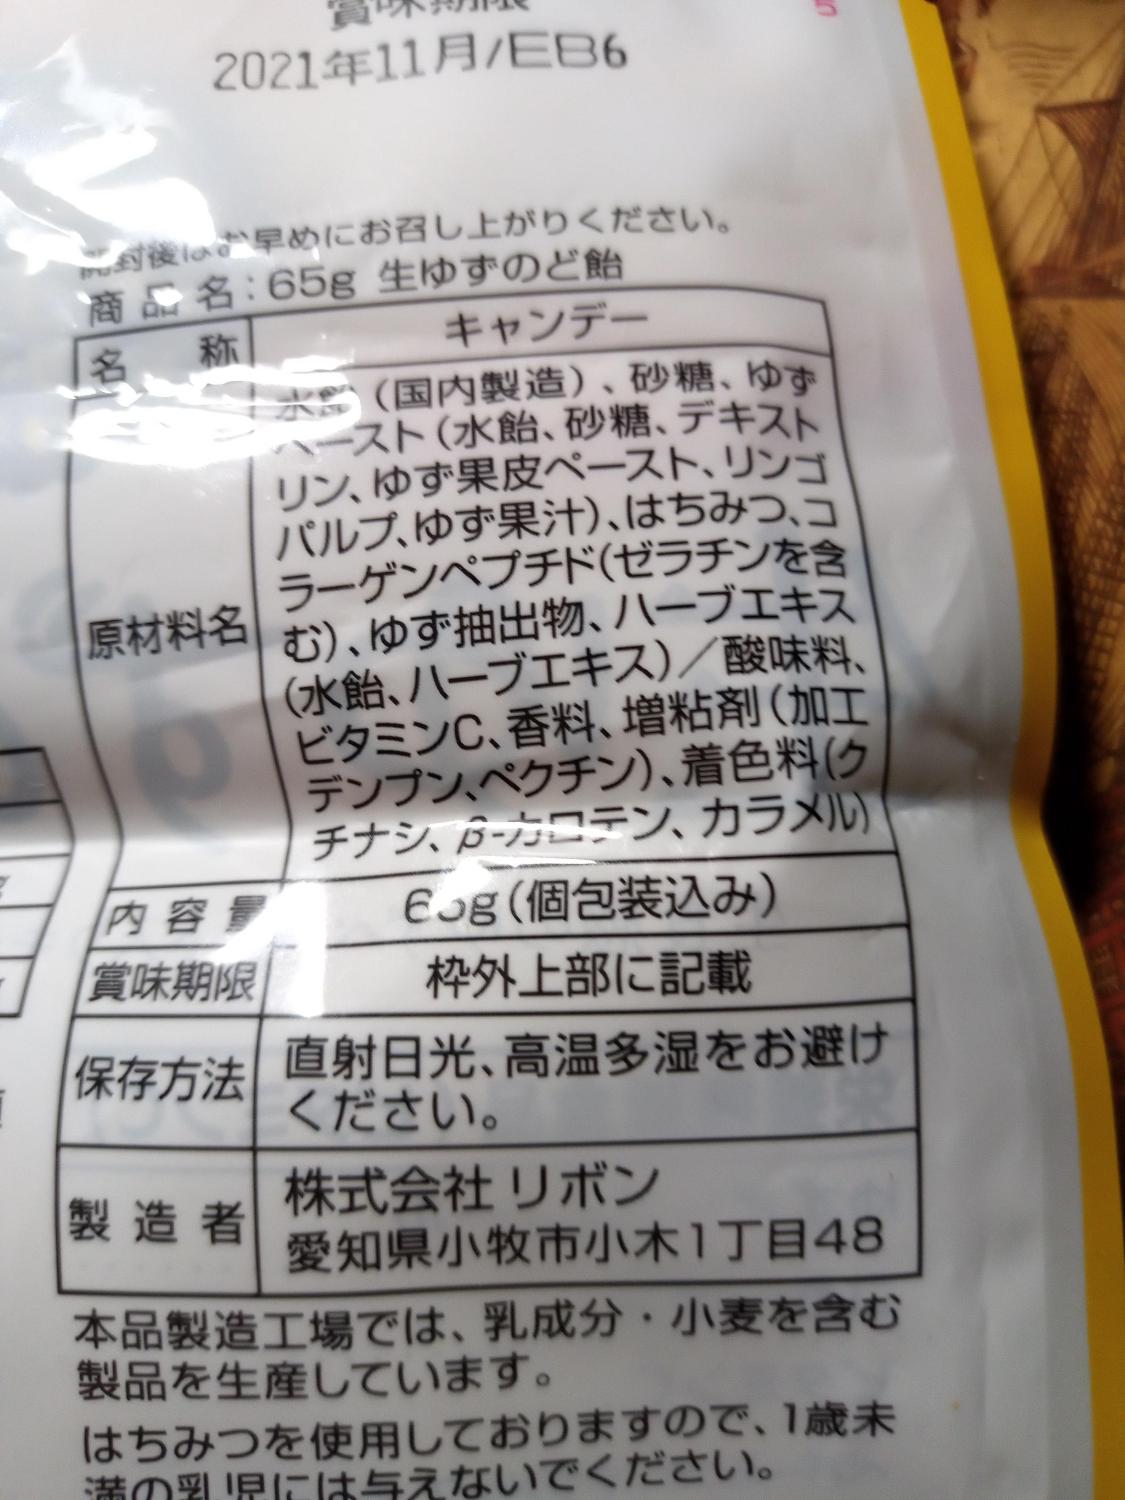 賞味期限
5
2021年11月/EB6
開封後はお早めにお召し上がりください。
商品名:65g 生ゆずのど飴
名称 キャンデー
原材料名
水飴(国内製造)、砂糖、ゆず
ペースト(水飴、砂糖、デキスト
リン、ゆず果皮ペースト、リンゴ
パルプ、ゆず果汁)、はちみつ、コ
ラーゲンペプチド(ゼラチンを含
む)、ゆず抽出物、ハーブエキス
(水飴、ハーブエキス)/酸味料、
ビタミンC、香料、増粘剤(加工
デンプン、ペクチン)、着色料(ク
チナシ、β-カロテン、カラメル)
内容量 65g(個包装込み)
賞味期限 枠外上部に記載
保存方法 直射日光、高温多湿をお避け
ください。
製造者 株式会社 リボン
愛知県小牧市小木1丁目48
本品製造工場では、乳成分・小麦を含む
製品を生産しています。
はちみつを使用しておりますので、1歳未
満の乳児には与えないでください。